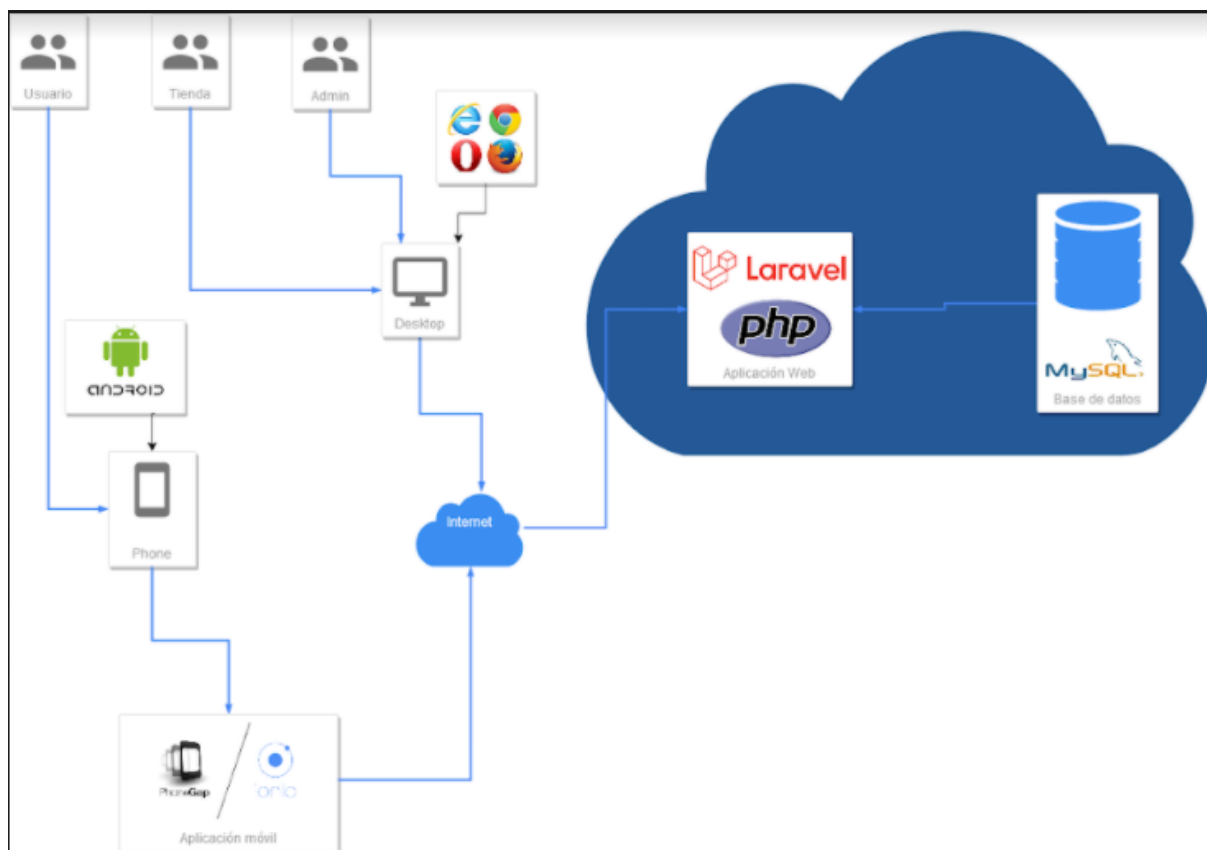 Usuario
Tienda
Admin
Desktop
ANDROID
Phone
Internet
Laravel
php
Aplicación Web
MySQL
Base de datos
PhoneGap
ionic
Aplicación móvil